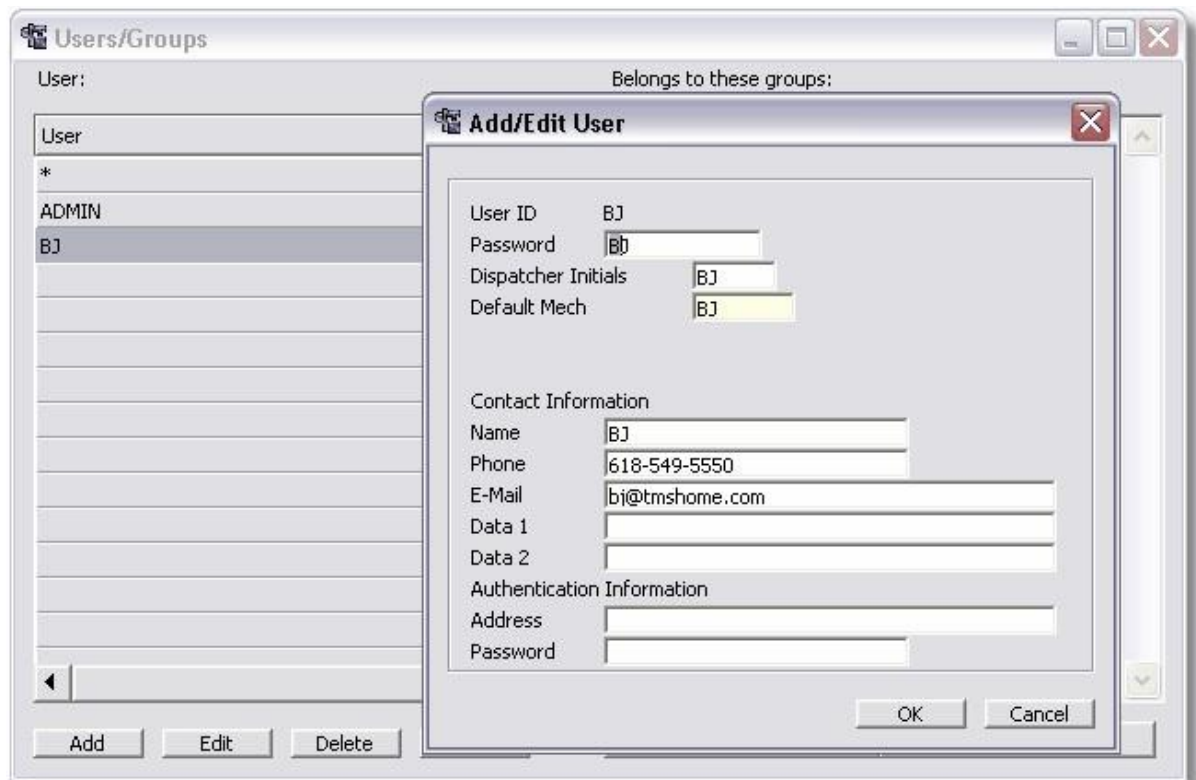 Users/Groups
User:
Belongs to these groups:
User
*
ADMIN
BJ
Add/Edit User
User ID BJ
Password BJ
Dispatcher Initials BJ
Default Mech BJ
Contact Information
Name BJ
Phone 618-549-5550
E-Mail bj@tmshome.com
Data 1
Data 2
Authentication Information
Address
Password
OK Cancel
Add Edit Delete